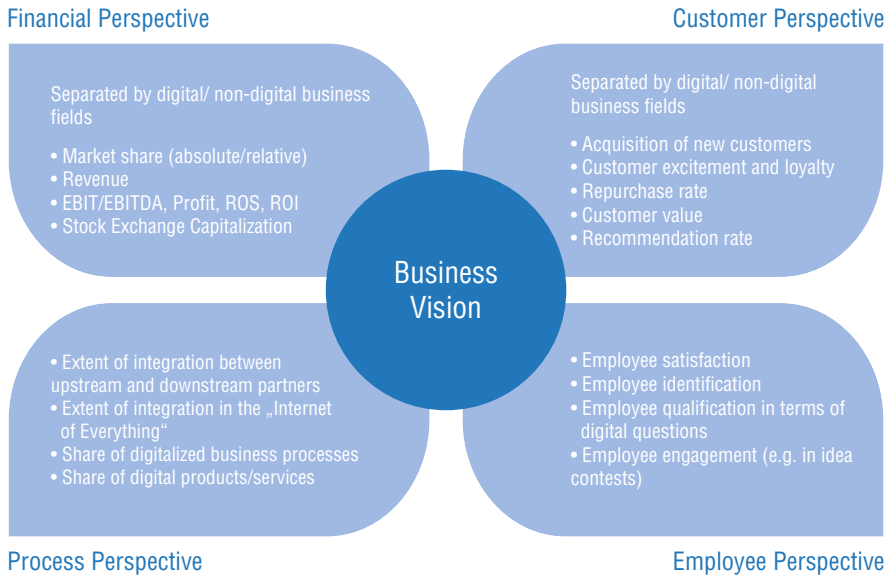 Financial Perspective
Customer Perspective
Separated by digital/ non-digital business
fields
• Market share (absolute/relative)
• Revenue
• EBIT/EBITDA, Profit, ROS, ROI
• Stock Exchange Capitalization
Separated by digital/ non-digital
business fields
• Acquisition of new customers
• Customer excitement and loyalty
• Repurchase rate
• Customer value
• Recommendation rate
Business
Vision
• Extent of integration between
upstream and downstream partners
• Extent of integration in the „Internet
of Everything“
• Share of digitalized business processes
• Share of digital products/services
• Employee satisfaction
• Employee identification
• Employee qualification in terms of
digital questions
• Employee engagement (e.g. in idea
contests)
Process Perspective
Employee Perspective